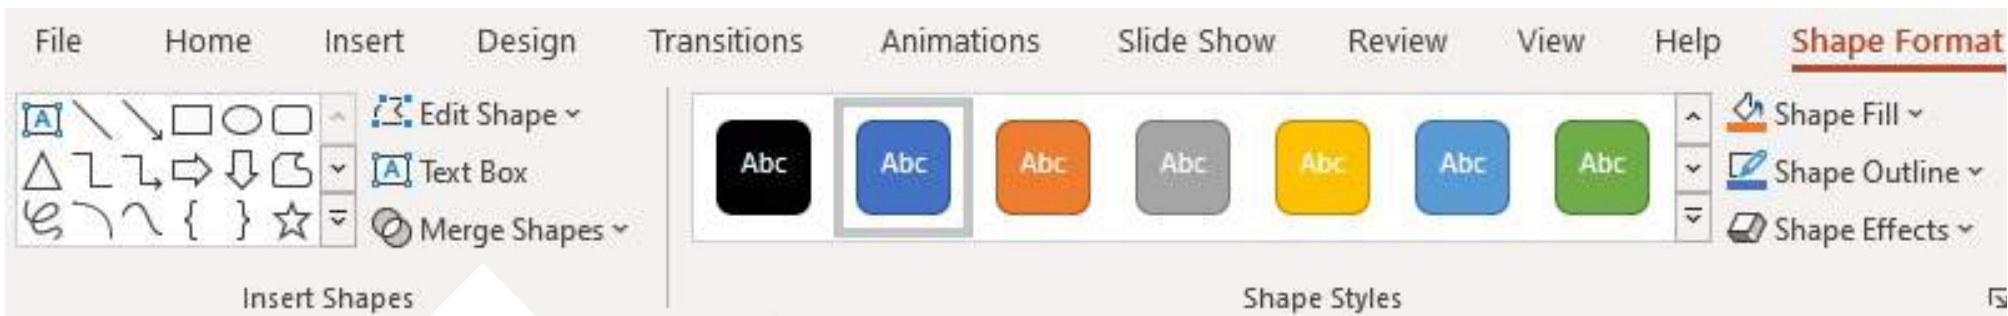 File Home Insert Design Transitions Animations Slide Show Review View Help Shape Format
A Edit Shape Abc Abc Abc Abc Abc Abc Abc Shape Fill
A Text Box Shape Outline
{ } Merge Shapes Shape Effects
Insert Shapes Shape Styles